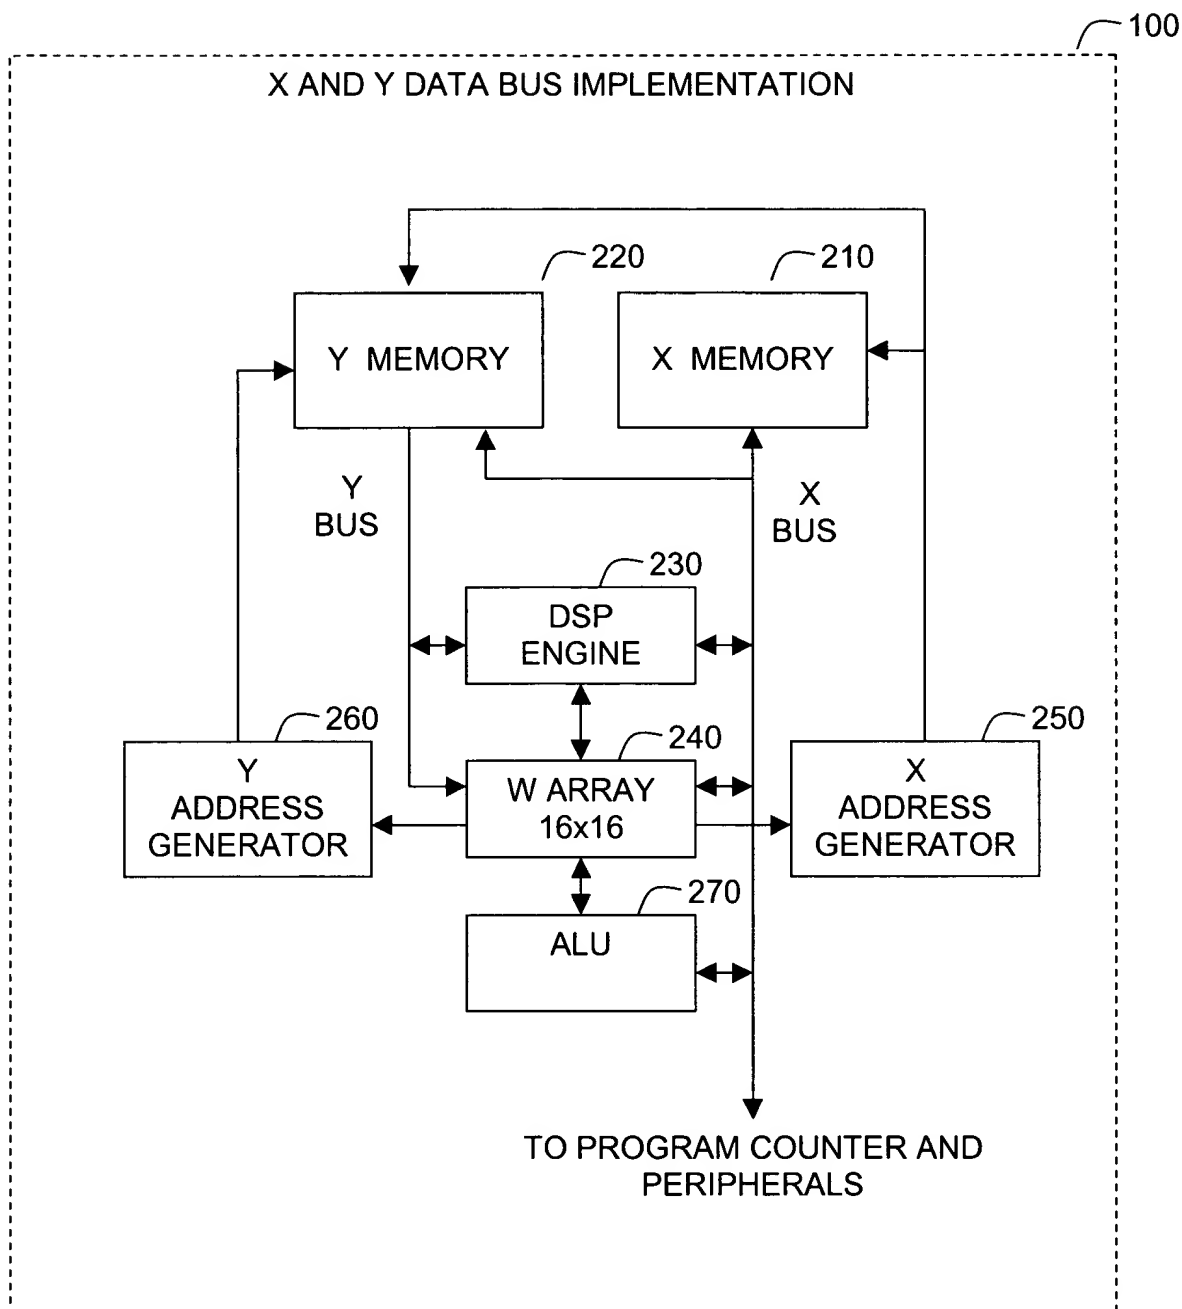 100
X AND Y DATA BUS IMPLEMENTATION
220
210
Y MEMORY
X MEMORY
Y
BUS
X
BUS
230
DSP
ENGINE
260
240
250
Y
ADDRESS
GENERATOR
W ARRAY
16x16
X
ADDRESS
GENERATOR
270
ALU
TO PROGRAM COUNTER AND
PERIPHERALS